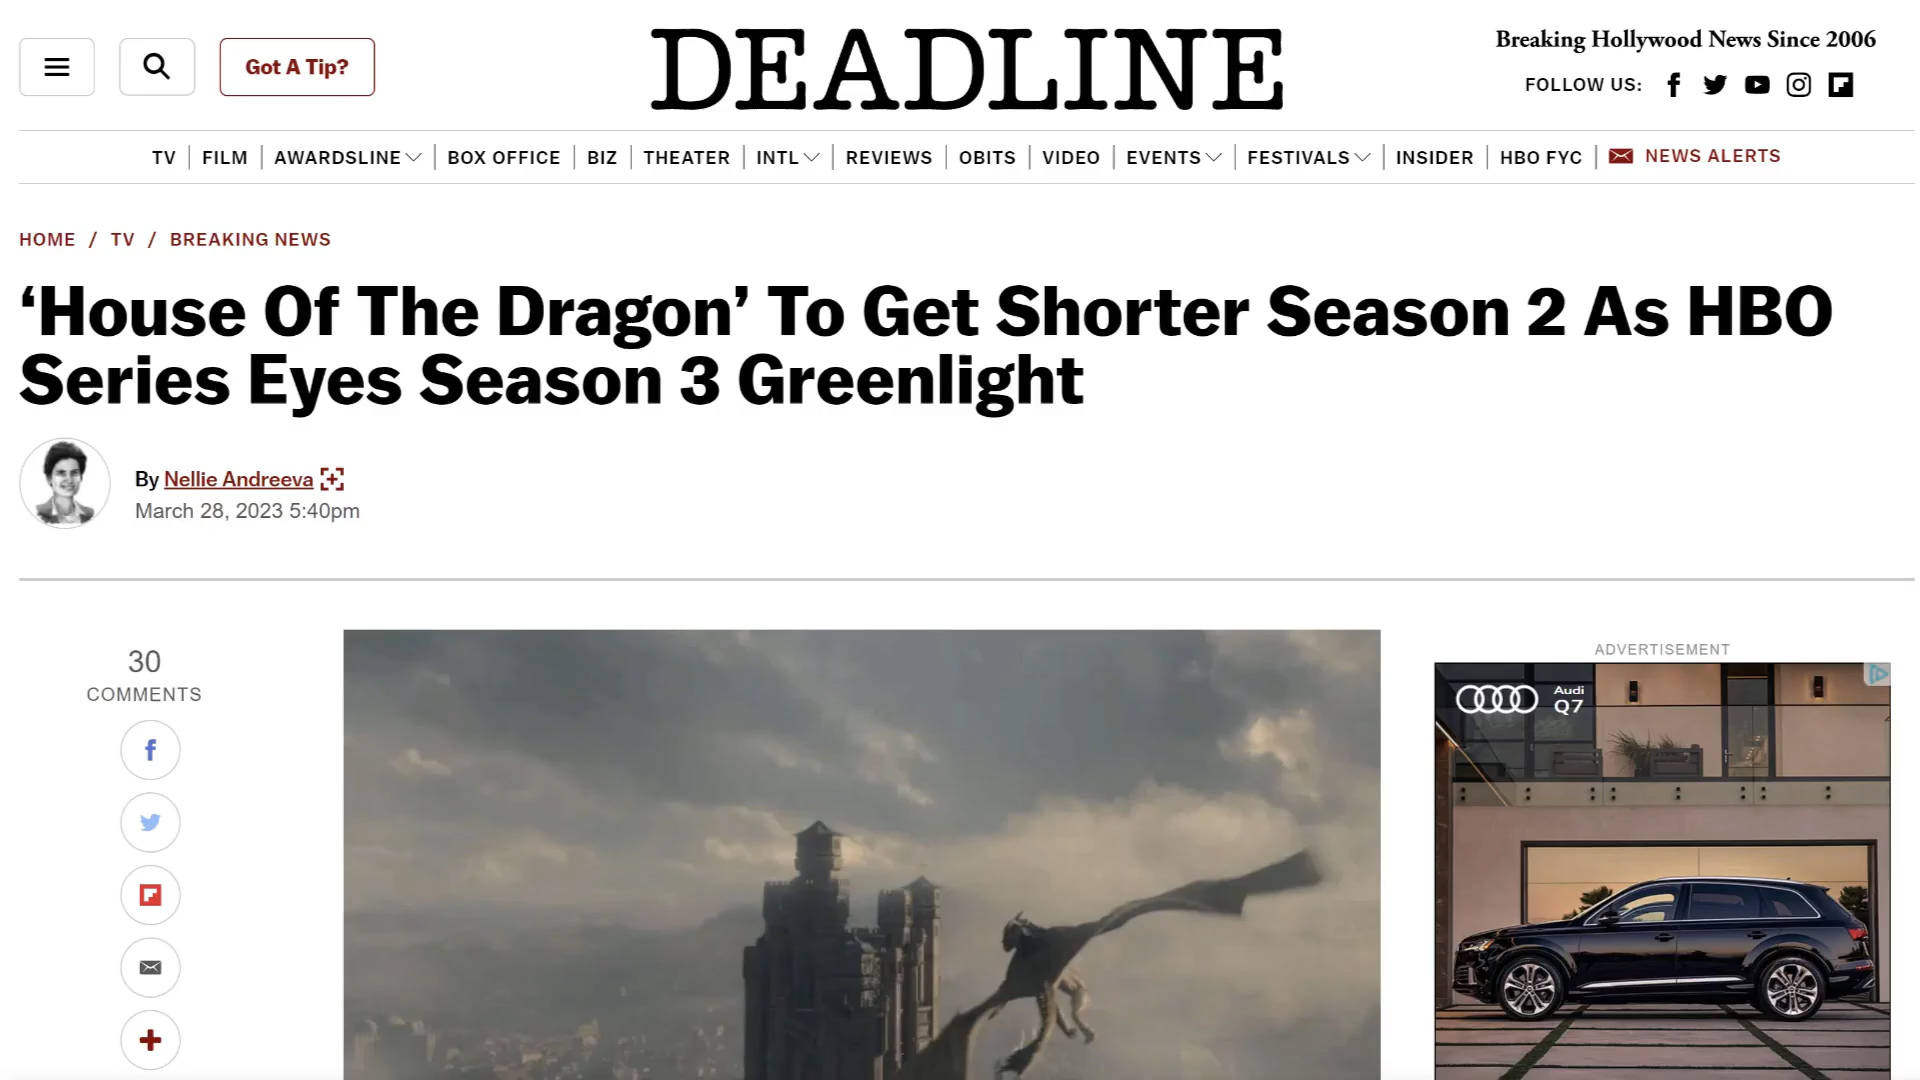 Got A Tip?
DEADLINE
Breaking Hollywood News Since 2006
FOLLOW US:
TV FILM AWARDSLINE BOX OFFICE BIZ THEATER INTL REVIEWS OBITS VIDEO EVENTS FESTIVALS INSIDER HBO FYC NEWS ALERTS
HOME / TV / BREAKING NEWS
‘House Of The Dragon’ To Get Shorter Season 2 As HBO
Series Eyes Season 3 Greenlight
By Nellie Andreeva
March 28, 2023 5:40pm
30
COMMENTS
ADVERTISEMENT
Audi
Q7